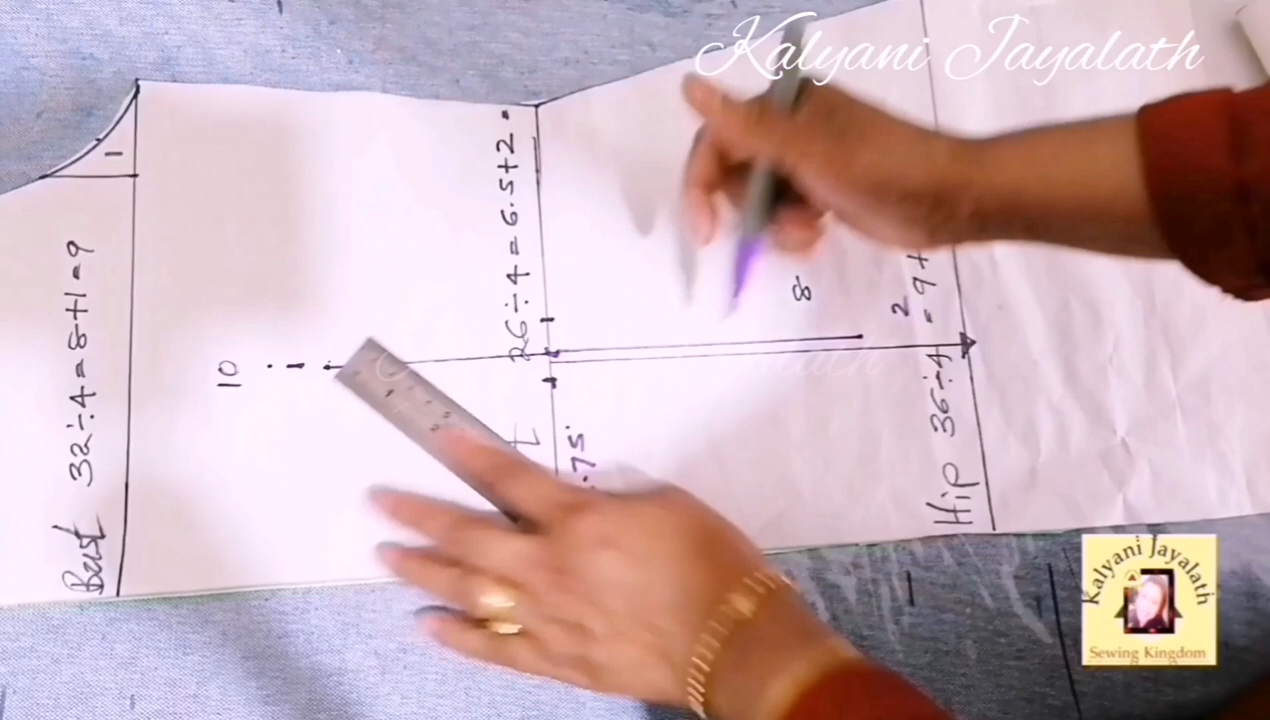 Kalyani Jayalath
1
Bust 32÷4=8+1=9
10
26÷4=6.5+2=
.75
8
2
Hip 36÷4=9+
Kalyani Jayalath
Sewing Kingdom